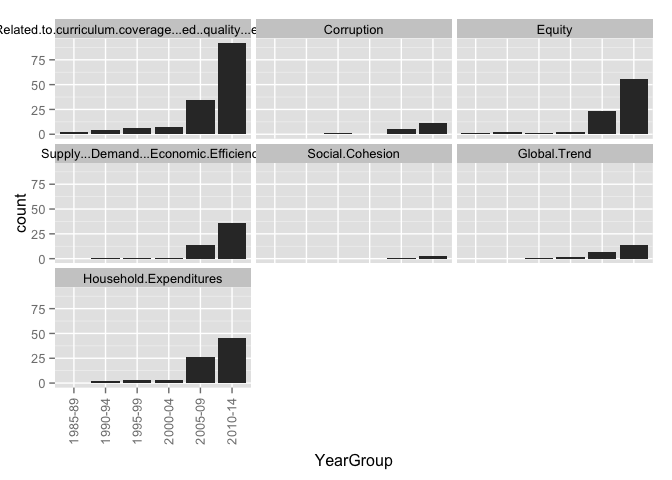 Related.to.curriculum.coverage...ed..quality...e
Corruption
Equity
75
50
25
0
Supply...Demand...Economic.Efficienc
Social.Cohesion
Global.Trend
75
50
25
0
Household.Expenditures
75
50
25
0
count
1985-89
1990-94
1995-99
2000-04
2005-09
2010-14
YearGroup